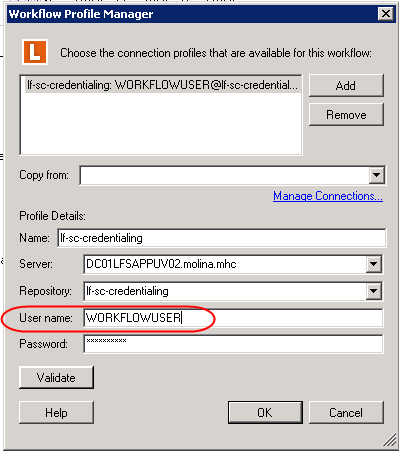 Workflow Profile Manager
L
Choose the connection profiles that are available for this workflow:
lf-sc-credentialing: WORKFLOWUSER@lf-sc-credential...
Add
Remove
Copy from:
Manage Connections...
Profile Details:
Name: lf-sc-credentialing
Server: DC01LFSAPPUV02.molina.mhc
Repository: lf-sc-credentialing
User name: WORKFLOWUSER
Password: **********
Validate
Help
OK
Cancel